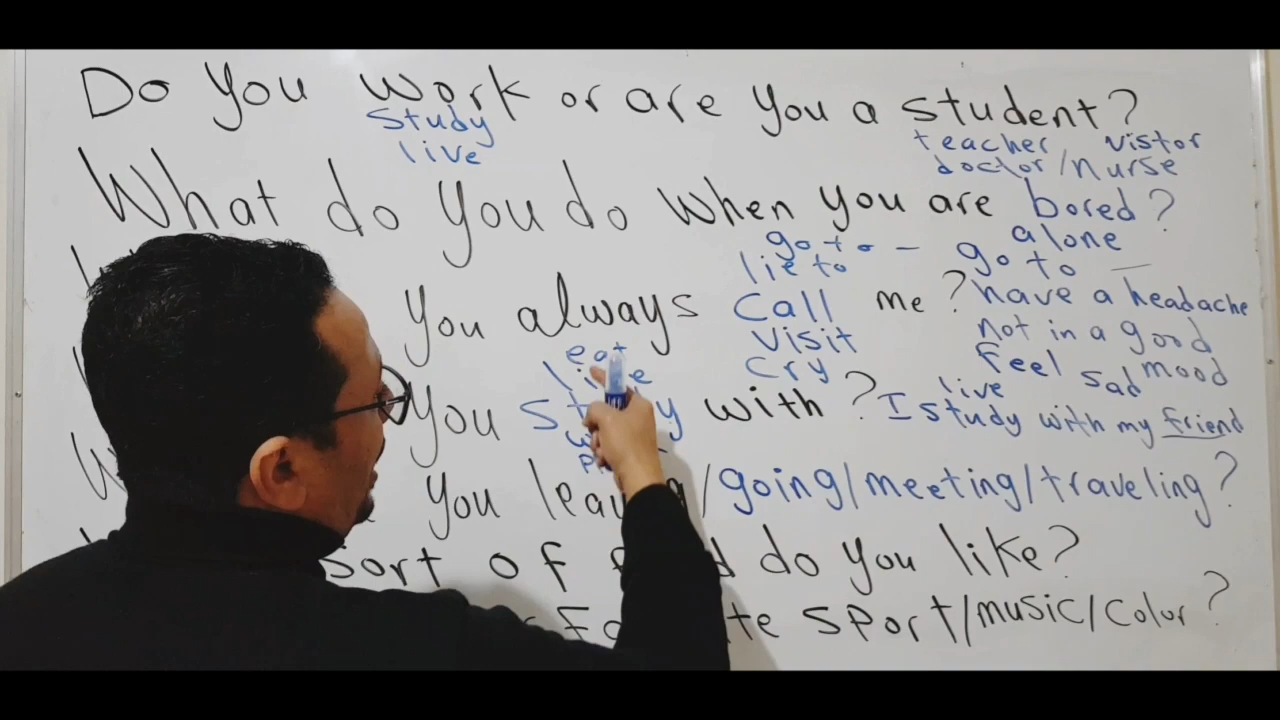 Do You work or are You a student?
study
live
teacher vistor
doctor/nurse
What do you do when you are bored?
go to - alone
lie to go to -
You always call me? have a headache
visit not in a good
eat cry feel sad mood
live live
You study with? I study with my friend
You /going/meeting/traveling?
sort of do you like?
sport/music/color?